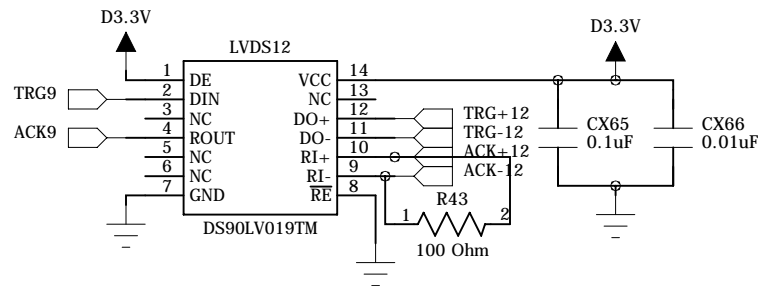 D3.3V
LVDS12
D3.3V
1 DE VCC 14
TRG9 2 DIN NC 13
3 NC DO+ 12 TRG+12
ACK9 4 ROUT DO- 11 TRG-12
5 NC RI+ 10 ACK+12
6 NC RI- 9 ACK-12
7 GND RE 8
DS90LV019TM
R43
1 2
100 Ohm
CX65
0.1uF
CX66
0.01uF